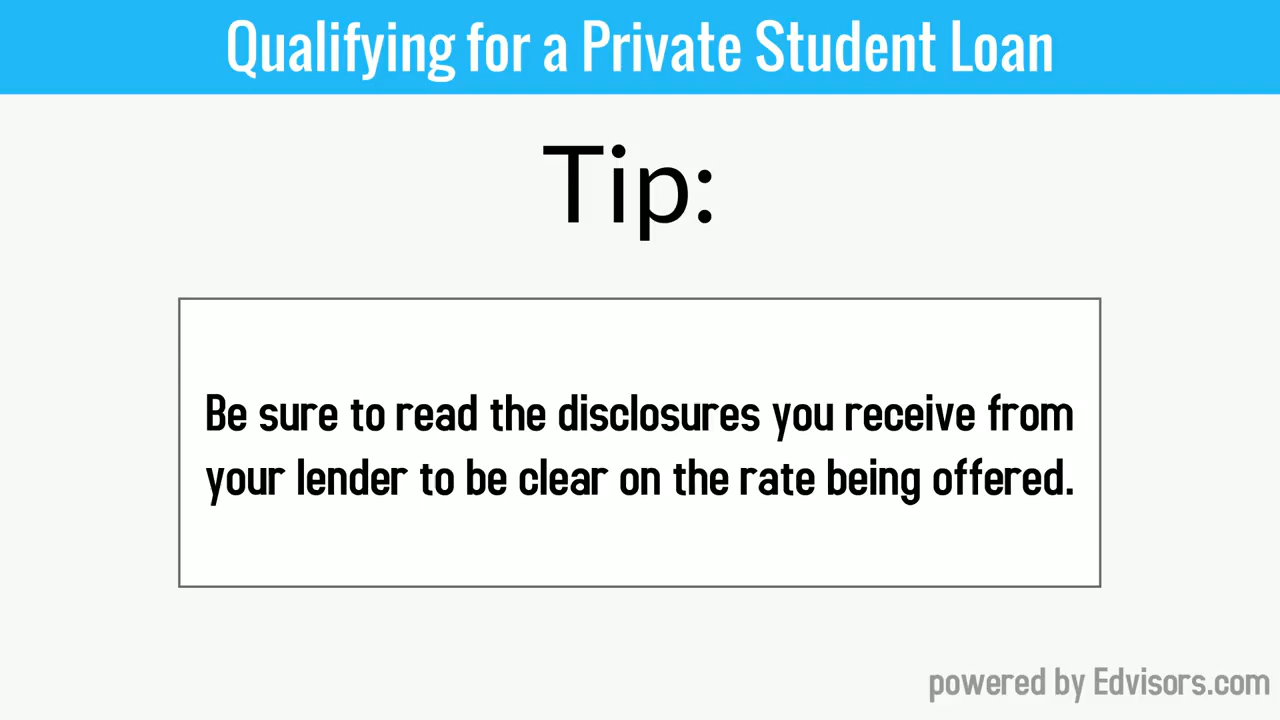 Qualifying for a Private Student Loan
Tip:
Be sure to read the disclosures you receive from
your lender to be clear on the rate being offered.
powered by Edvisors.com